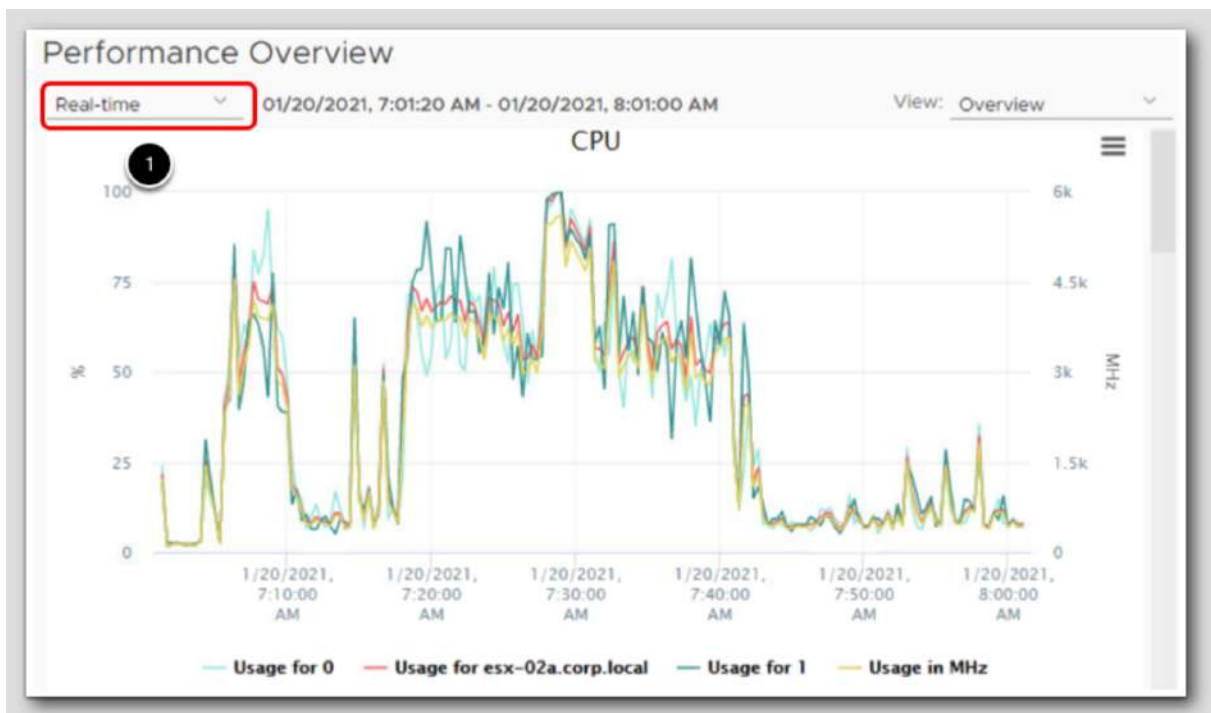 Performance Overview
Real-time 01/20/2021, 7:01:20 AM - 01/20/2021, 8:01:00 AM View: Overview
CPU
1
100 6k
75 4.5k
% 50 3k MHz
25 1.5k
0 0
1/20/2021, 1/20/2021, 1/20/2021, 1/20/2021, 1/20/2021, 1/20/2021,
7:10:00 7:20:00 7:30:00 7:40:00 7:50:00 8:00:00
AM AM AM AM AM AM
Usage for 0 Usage for esx-02a.corp.local Usage for 1 Usage in MHz